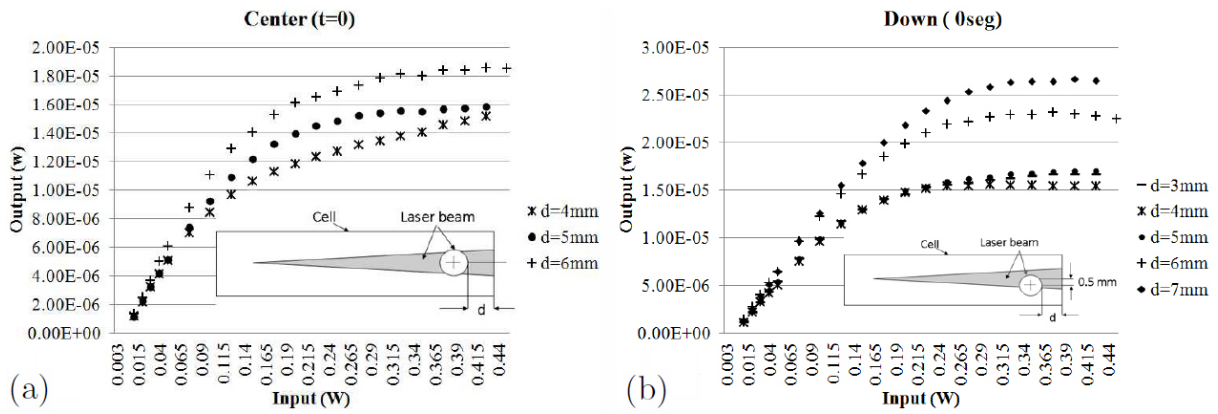 Center (t=0)
Output (w)
2.00E-05
1.80E-05
1.60E-05
1.40E-05
1.20E-05
1.00E-05
8.00E-06
6.00E-06
4.00E-06
2.00E-06
0.00E+00
Cell
Laser beam
d
d=4mm
d=5mm
d=6mm
0.003 0.015 0.04 0.065 0.09 0.115 0.14 0.165 0.19 0.215 0.24 0.265 0.29 0.315 0.34 0.365 0.39 0.415 0.444
Input (W)
(a)
Down ( 0seg)
Output (w)
3.00E-05
2.50E-05
2.00E-05
1.50E-05
1.00E-05
5.00E-06
0.00E+00
Cell
Laser beam
0.5 mm
d
d=3mm
d=4mm
d=5mm
d=6mm
d=7mm
0.003 0.015 0.04 0.065 0.09 0.115 0.14 0.165 0.19 0.215 0.24 0.265 0.29 0.315 0.34 0.365 0.39 0.415 0.444
Input (W)
(b)